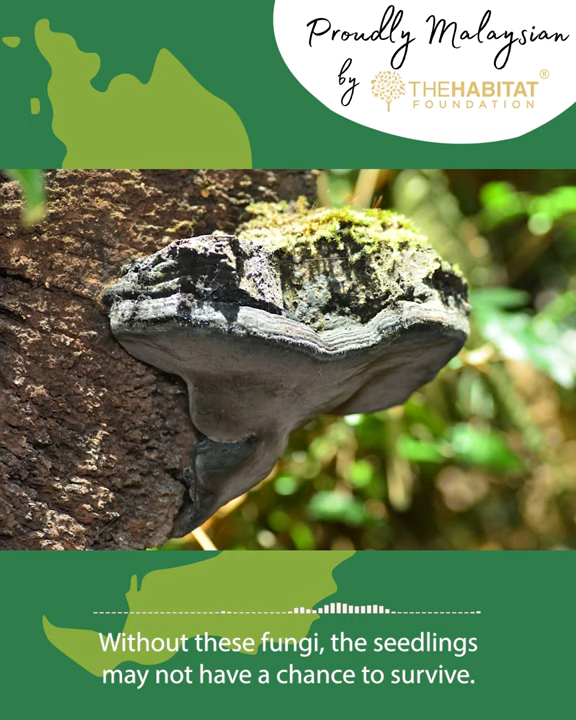 Proudly Malaysian
by THEHABITAT®
FOUNDATION
Without these fungi, the seedlings
may not have a chance to survive.